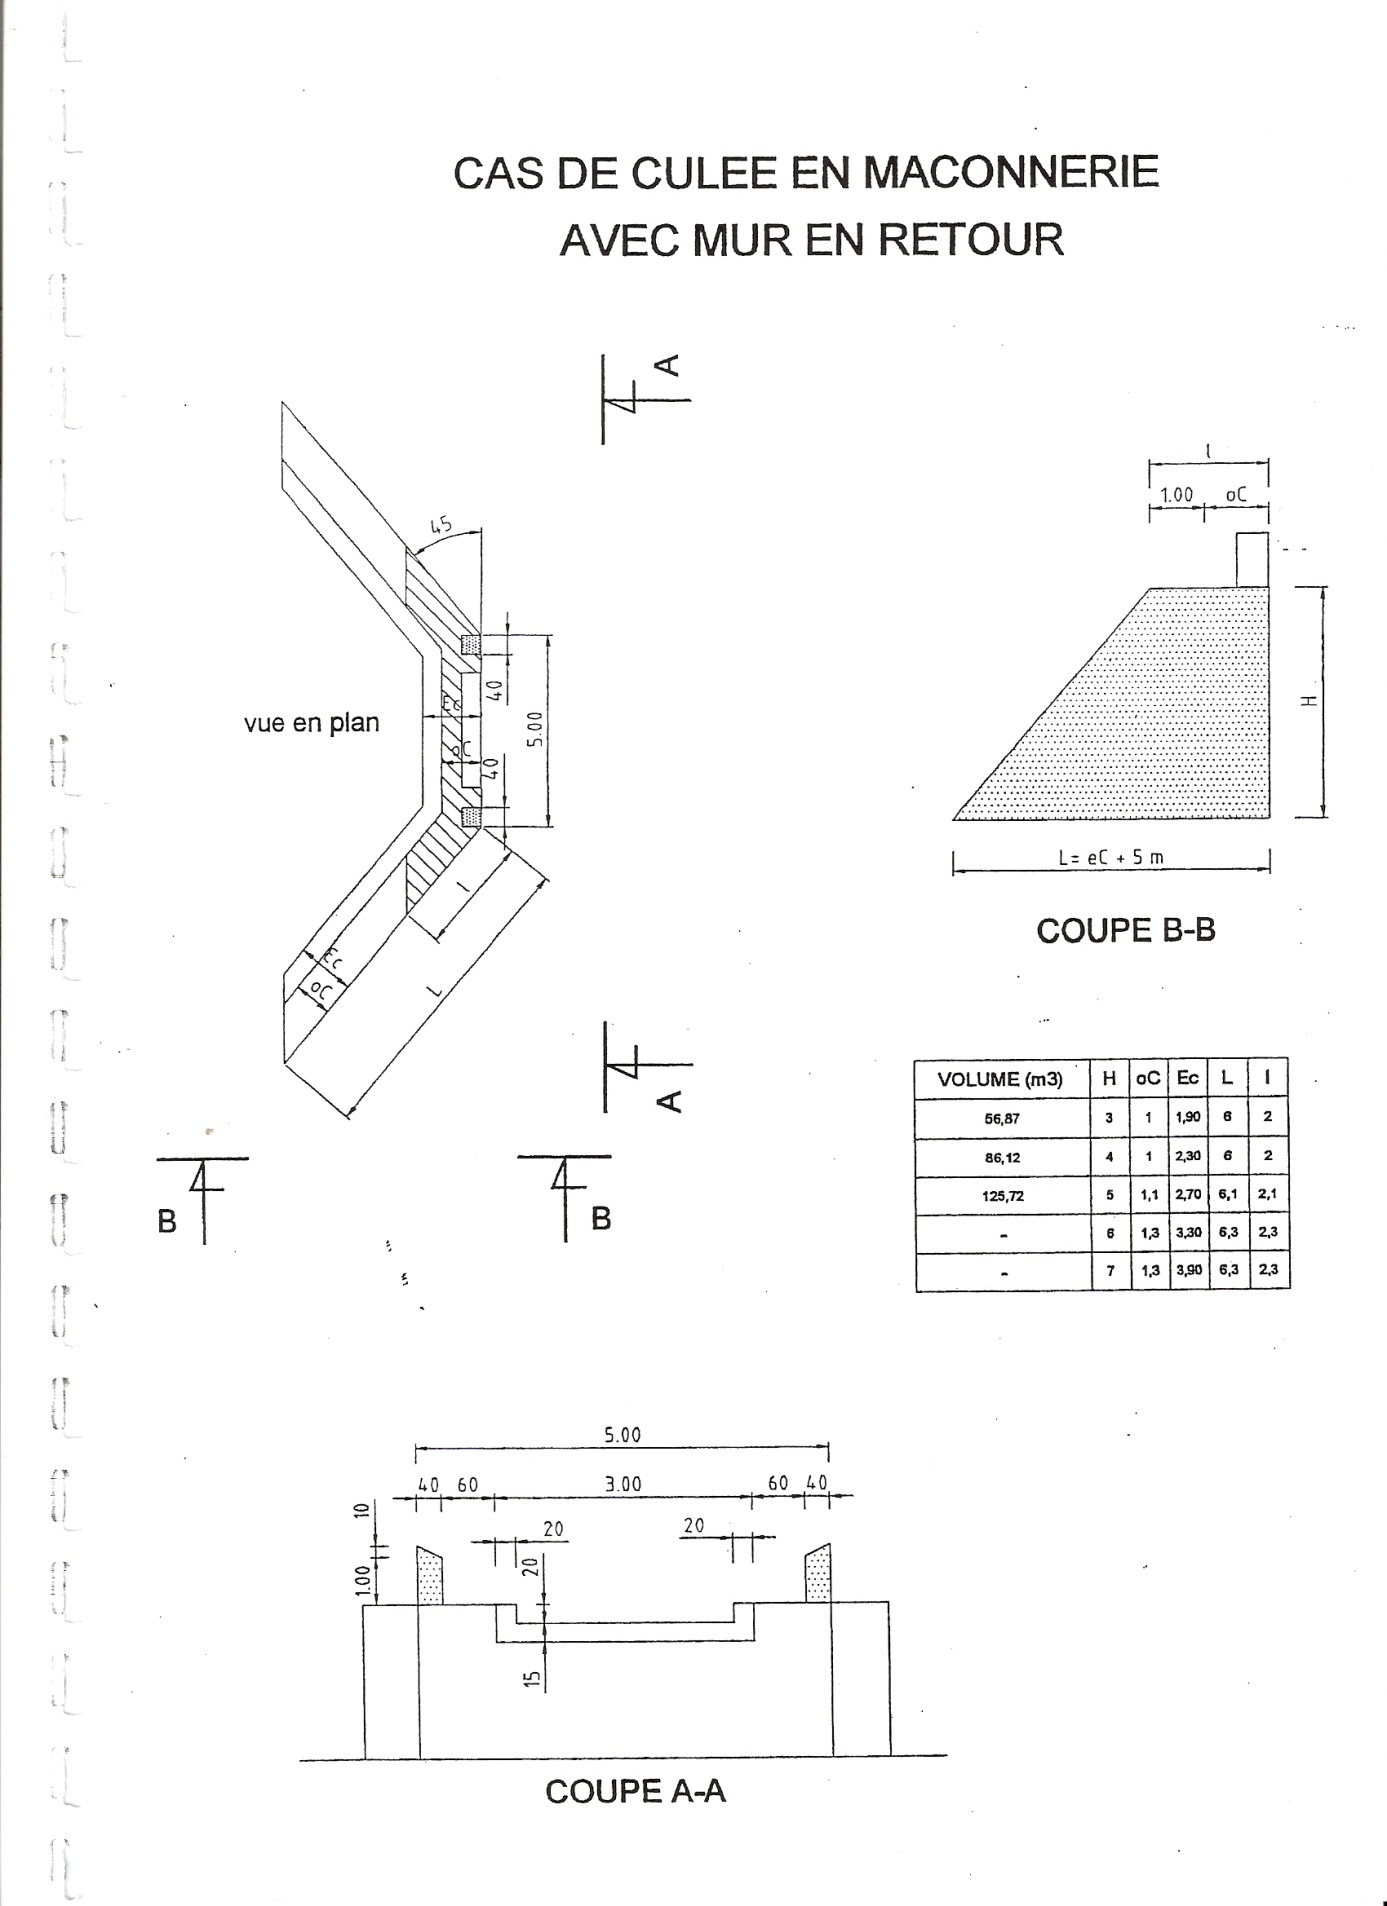 CAS DE CULEE EN MACONNERIE
AVEC MUR EN RETOUR
A
45
40
Ec
5.00
oC
40
vue en plan
l
L
Ec
oC
A
B
B
l
1.00 oC
H
L= eC + 5 m
COUPE B-B
VOLUME (m3) H oC Ec L l
56,87 3 1 1,90 6 2
86,12 4 1 2,30 6 2
125,72 5 1,1 2,70 6,1 2,1
- 6 1,3 3,30 6,3 2,3
- 7 1,3 3,90 6,3 2,3
5.00
40 60 3.00 60 40
10
20 20
1.00
20
15
COUPE A-A